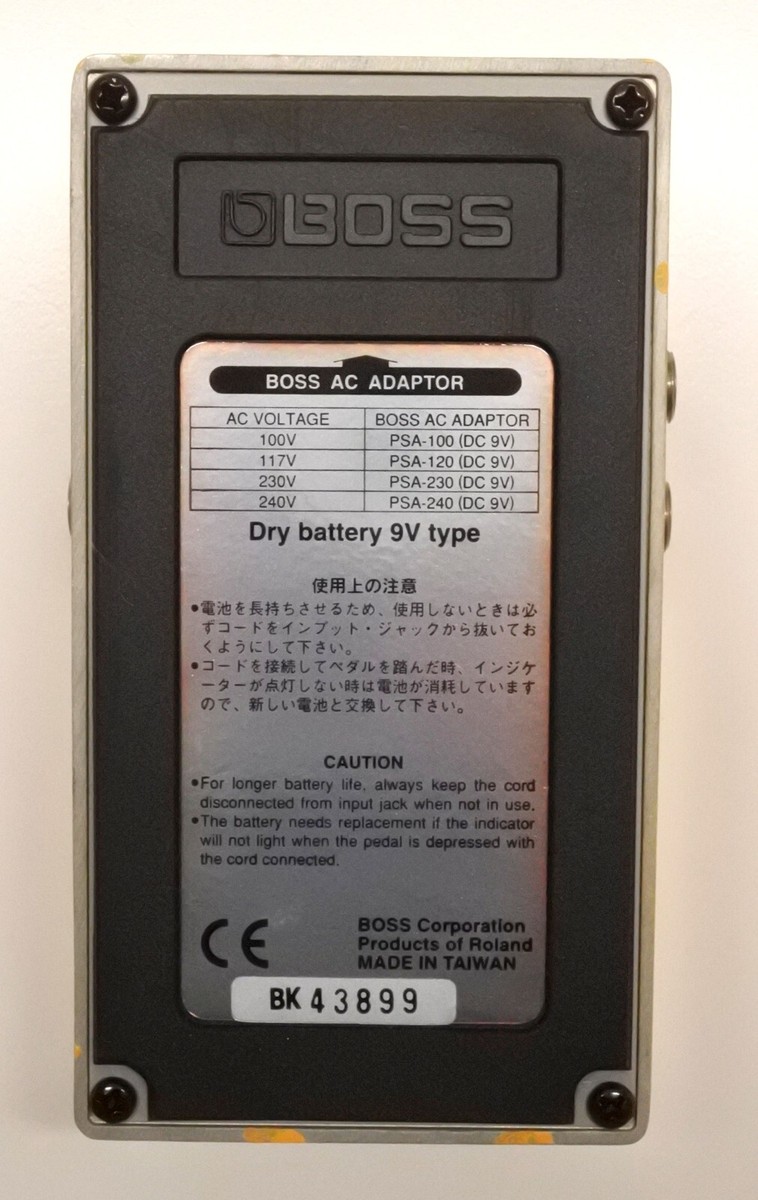 BOSS
BOSS AC ADAPTOR
AC VOLTAGE BOSS AC ADAPTOR
100V PSA-100 (DC 9V)
117V PSA-120 (DC 9V)
230V PSA-230 (DC 9V)
240V PSA-240 (DC 9V)
Dry battery 9V type
使用上の注意
●電池を長持ちさせるため、使用しないときは必
ずコードをインプット・ジャックから抜いてお
くようにして下さい。
●コードを接続してペダルを踏んだ時、インジケ
ーターが点灯しない時は電池が消耗しています
ので、新しい電池と交換して下さい。
CAUTION
●For longer battery life, always keep the cord
disconnected from input jack when not in use.
●The battery needs replacement if the indicator
will not light when the pedal is depressed with
the cord connected.
CE
BOSS Corporation
Products of Roland
MADE IN TAIWAN
BK 43899